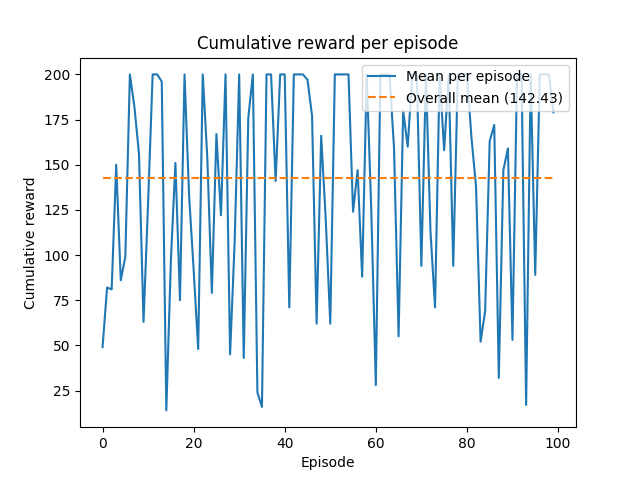 Cumulative reward per episode
Mean per episode
Overall mean (142.43)
200
175
150
125
100
75
50
25
Cumulative reward
0
20
40
60
80
100
Episode